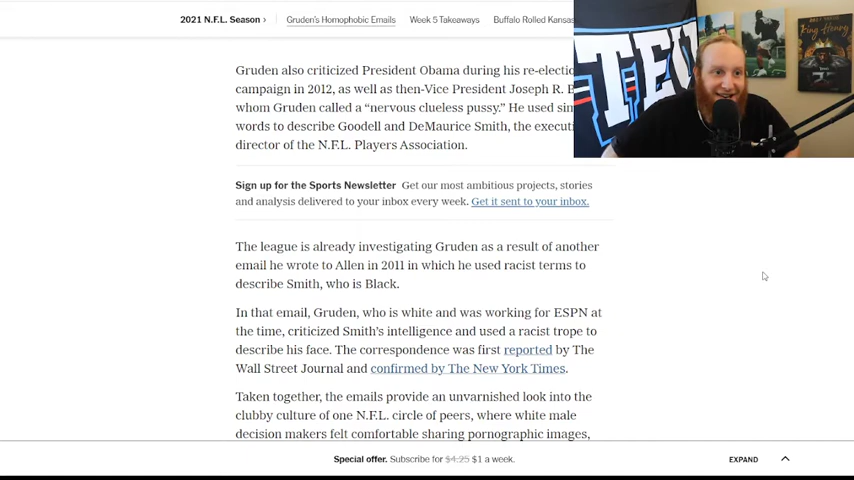 2021 N.F.L. Season › Gruden's Homophobic Emails Week 5 Takeaways Buffalo Rolled Kansas
TEN
King Henry
Gruden also criticized President Obama during his re-electio
campaign in 2012, as well as then-Vice President Joseph R. B
whom Gruden called a “nervous clueless pussy.” He used sim
words to describe Goodell and DeMaurice Smith, the executi
director of the N.F.L. Players Association.
Sign up for the Sports Newsletter Get our most ambitious projects, stories
and analysis delivered to your inbox every week. Get it sent to your inbox.
The league is already investigating Gruden as a result of another
email he wrote to Allen in 2011 in which he used racist terms to
describe Smith, who is Black.
In that email, Gruden, who is white and was working for ESPN at
the time, criticized Smith’s intelligence and used a racist trope to
describe his face. The correspondence was first reported by The
Wall Street Journal and confirmed by The New York Times.
Taken together, the emails provide an unvarnished look into the
clubby culture of one N.F.L. circle of peers, where white male
decision makers felt comfortable sharing pornographic images,
Special offer. Subscribe for $4.25 $1 a week. EXPAND